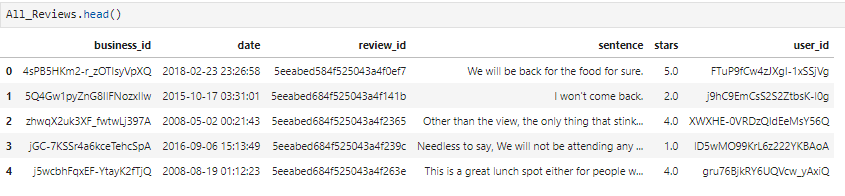 All_Reviews.head()
business_id date review_id sentence stars user_id
0 4sPB5HKm2-r_zOTIsyVpXQ 2018-02-23 23:26:58 5eeabed584f525043a4f0ef7 We will be back for the food for sure. 5.0 FTuP9fCw4zJXgI-1xSSjVg
1 5Q4Gw1pyZnG8IIFNozxIIw 2015-10-17 03:31:01 5eeabed684f525043a4f141b I won't come back. 2.0 j9hC9EmCsS2S2ZtbsK-I0g
2 zhwqX2uk3XF_fwtwLj397A 2008-05-02 00:21:43 5eeabed684f525043a4f2365 Other than the view, the only thing that stink... 4.0 XWXHE-0VRDzQIdEeMsY56Q
3 jGC-7KSSr4a6kceTehcSpA 2016-09-06 15:13:49 5eeabed684f525043a4f239c Needless to say, We will not be attending any ... 1.0 ID5wMO99KrL6z222YKBAoA
4 j5wcbhFqxEF-YtayK2fTjQ 2008-08-19 01:12:23 5eeabed684f525043a4f263e This is a great lunch spot either for people w... 4.0 gru76BjkRY6UQVcw_yAxiQ